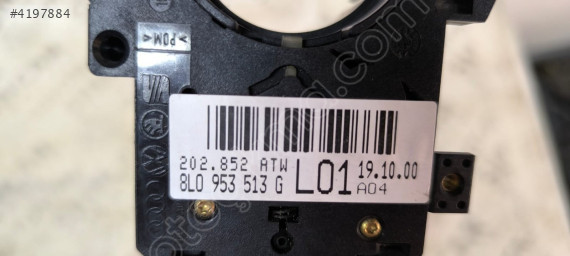 #4197884
>POM<
202.852 ATW
8L0 953 513 G
L01
19.10.00
A04